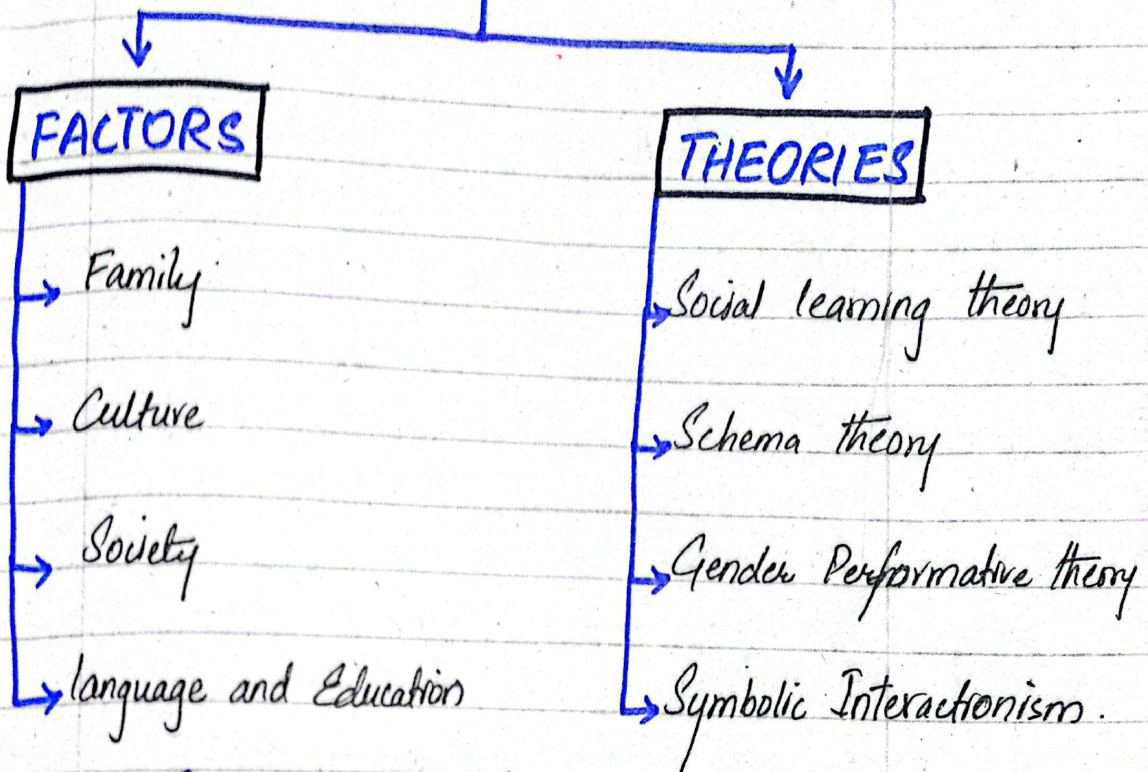 FACTORS
Family
Culture
Society
language and Education
THEORIES
Social learning theory
Schema theory
Gender Performative theory
Symbolic Interactionism.